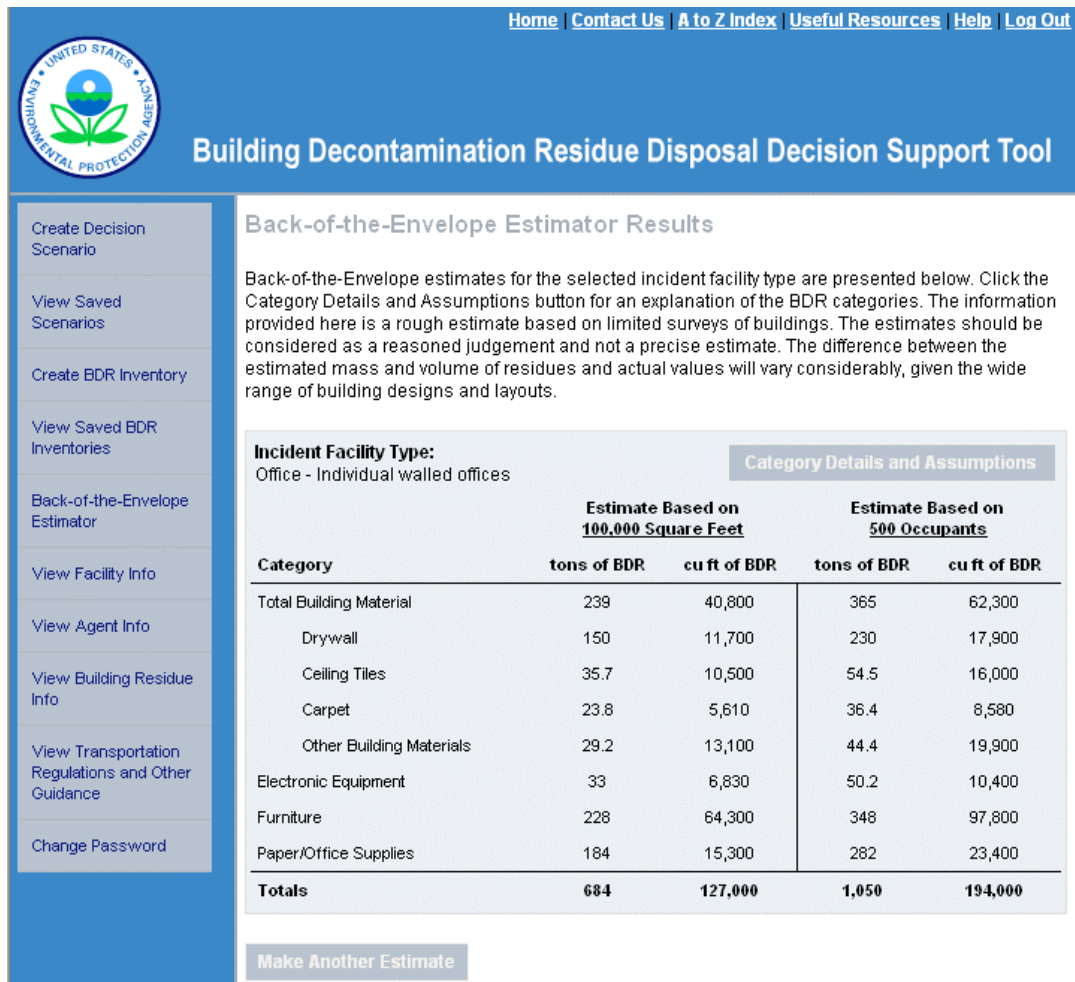 Home | Contact Us | A to Z Index | Useful Resources | Help | Log Out
UNITED STATES
ENVIRONMENTAL PROTECTION AGENCY
Building Decontamination Residue Disposal Decision Support Tool
Create Decision
Scenario
View Saved
Scenarios
Create BDR Inventory
View Saved BDR
Inventories
Back-of-the-Envelope
Estimator
View Facility Info
View Agent Info
View Building Residue
Info
View Transportation
Regulations and Other
Guidance
Change Password
Back-of-the-Envelope Estimator Results
Back-of-the-Envelope estimates for the selected incident facility type are presented below. Click the
Category Details and Assumptions button for an explanation of the BDR categories. The information
provided here is a rough estimate based on limited surveys of buildings. The estimates should be
considered as a reasoned judgement and not a precise estimate. The difference between the
estimated mass and volume of residues and actual values will vary considerably, given the wide
range of building designs and layouts.
Incident Facility Type:
Office - Individual walled offices
Category Details and Assumptions
Estimate Based on
100,000 Square Feet
Estimate Based on
500 Occupants
Category tons of BDR cu ft of BDR tons of BDR cu ft of BDR
Total Building Material 239 40,800 365 62,300
Drywall 150 11,700 230 17,900
Ceiling Tiles 35.7 10,500 54.5 16,000
Carpet 23.8 5,610 36.4 8,580
Other Building Materials 29.2 13,100 44.4 19,900
Electronic Equipment 33 6,830 50.2 10,400
Furniture 228 64,300 348 97,800
Paper/Office Supplies 184 15,300 282 23,400
Totals 684 127,000 1,050 194,000
Make Another Estimate